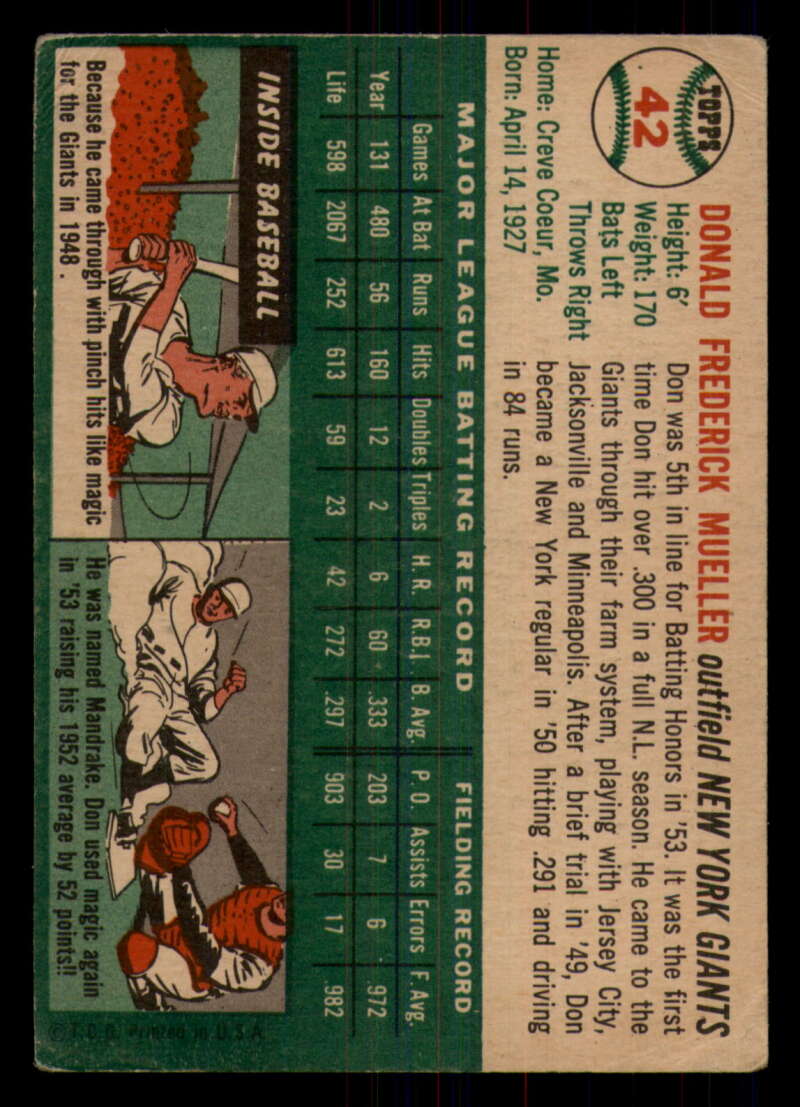 TOPPS
42
DONALD FREDERICK MUELLER outfield NEW YORK GIANTS
Height: 6'
Weight: 170
Bats Left
Throws Right
Home: Creve Coeur, Mo.
Born: April 14, 1927
Don was 5th in line for Batting Honors in '53. It was the first
time Don hit over .300 in a full N.L. season. He came to the
Giants through their farm system, playing with Jersey City,
Jacksonville and Minneapolis. After a brief trial in '49, Don
became a New York regular in '50 hitting .291 and driving
in 84 runs.
MAJOR LEAGUE BATTING RECORD FIELDING RECORD
Games At Bat Runs Hits Doubles Triples H. R. R.B.I. B. Avg. P. O. Assists Errors F. Avg.
Year 131 480 56 160 12 2 6 60 .333 203 7 6 .972
Life 598 2067 252 613 59 23 42 272 .297 903 30 17 .982
INSIDE BASEBALL
Because he came through with pinch hits like magic
for the Giants in 1948.
He was named Mandrake. Don used magic again
in '53 raising his 1952 average by 52 points!!
© T.C.G. Printed in U.S.A.